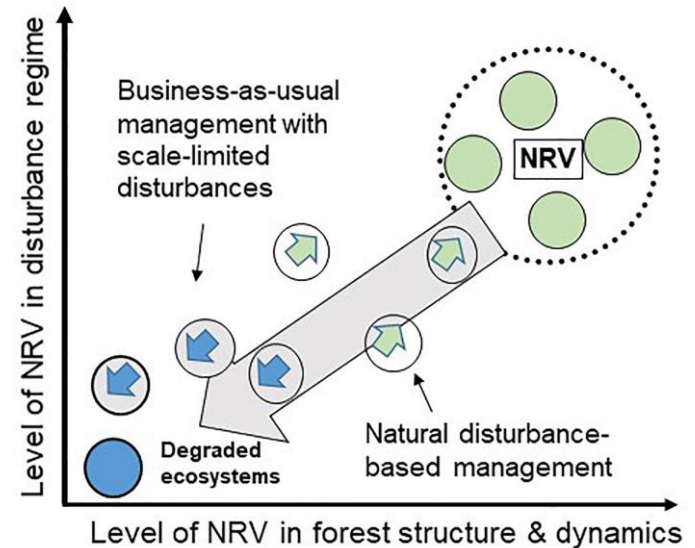 Level of NRV in disturbance regime
Business-as-usual
management with
scale-limited
disturbances
NRV
Degraded
ecosystems
Natural disturbance-
based management
Level of NRV in forest structure & dynamics